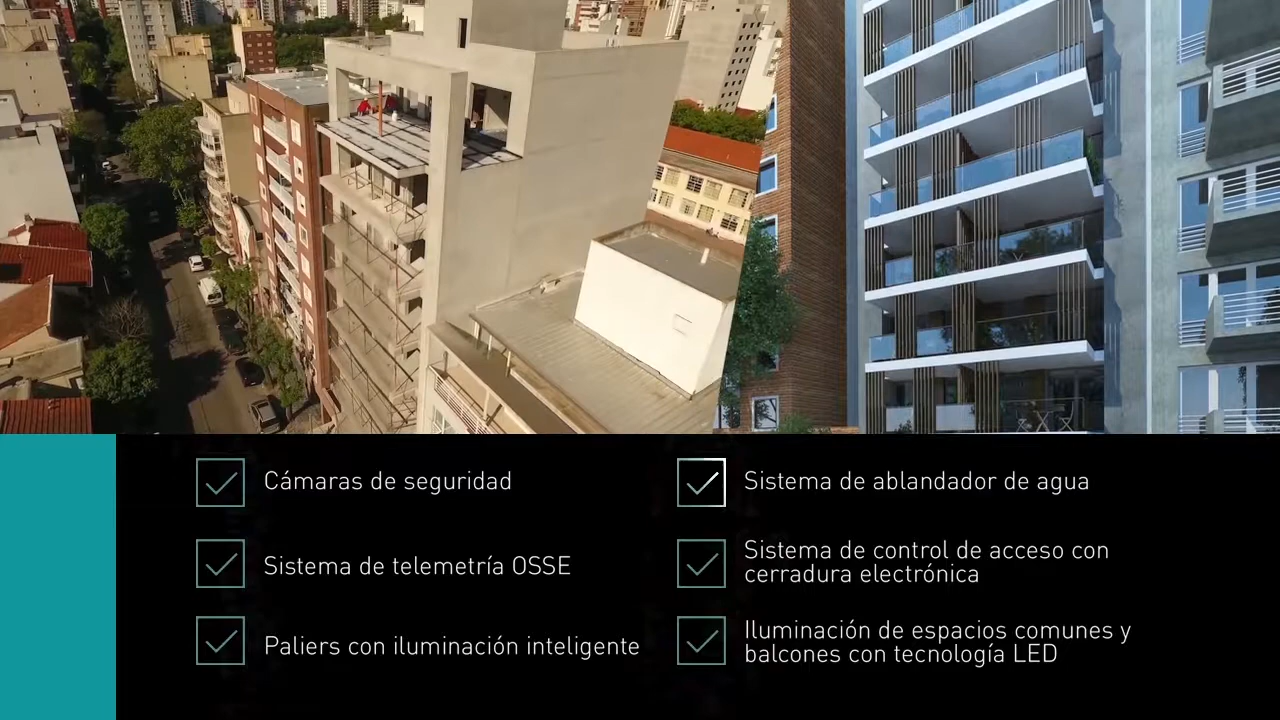 Cámaras de seguridad
Sistema de telemetría OSSE
Paliers con iluminación inteligente
Sistema de ablandador de agua
Sistema de control de acceso con
cerradura electrónica
Iluminación de espacios comunes y
balcones con tecnología LED